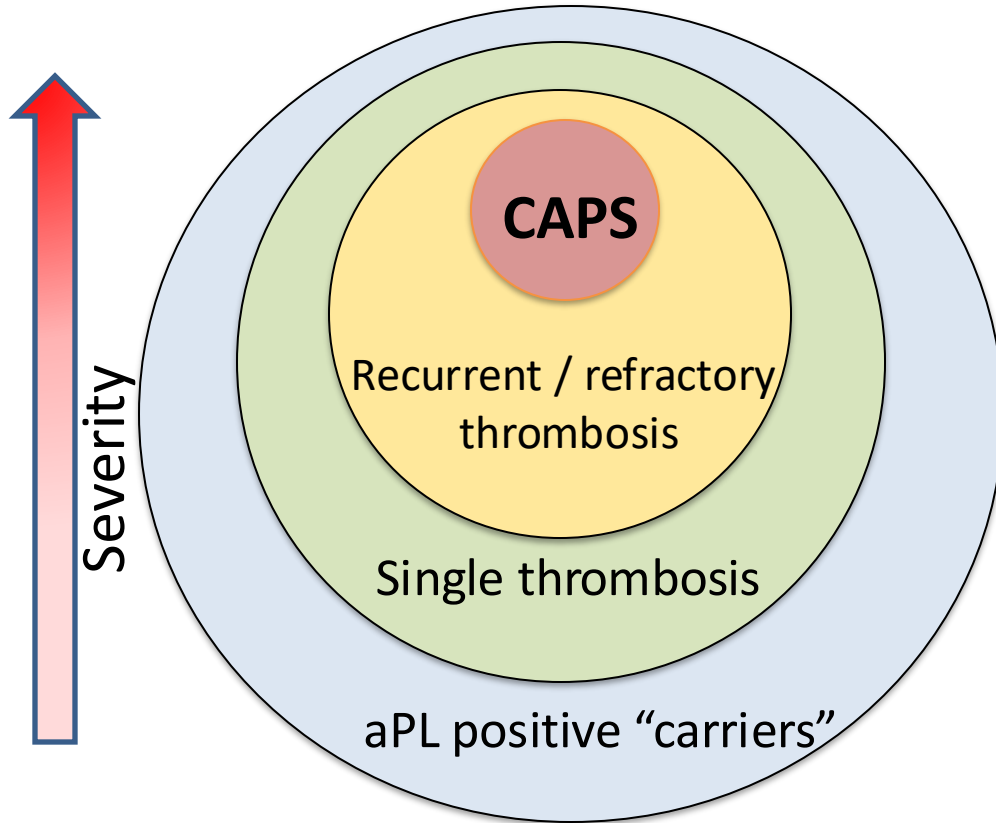 CAPS
Recurrent / refractory
thrombosis
Single thrombosis
aPL positive “carriers”
Severity